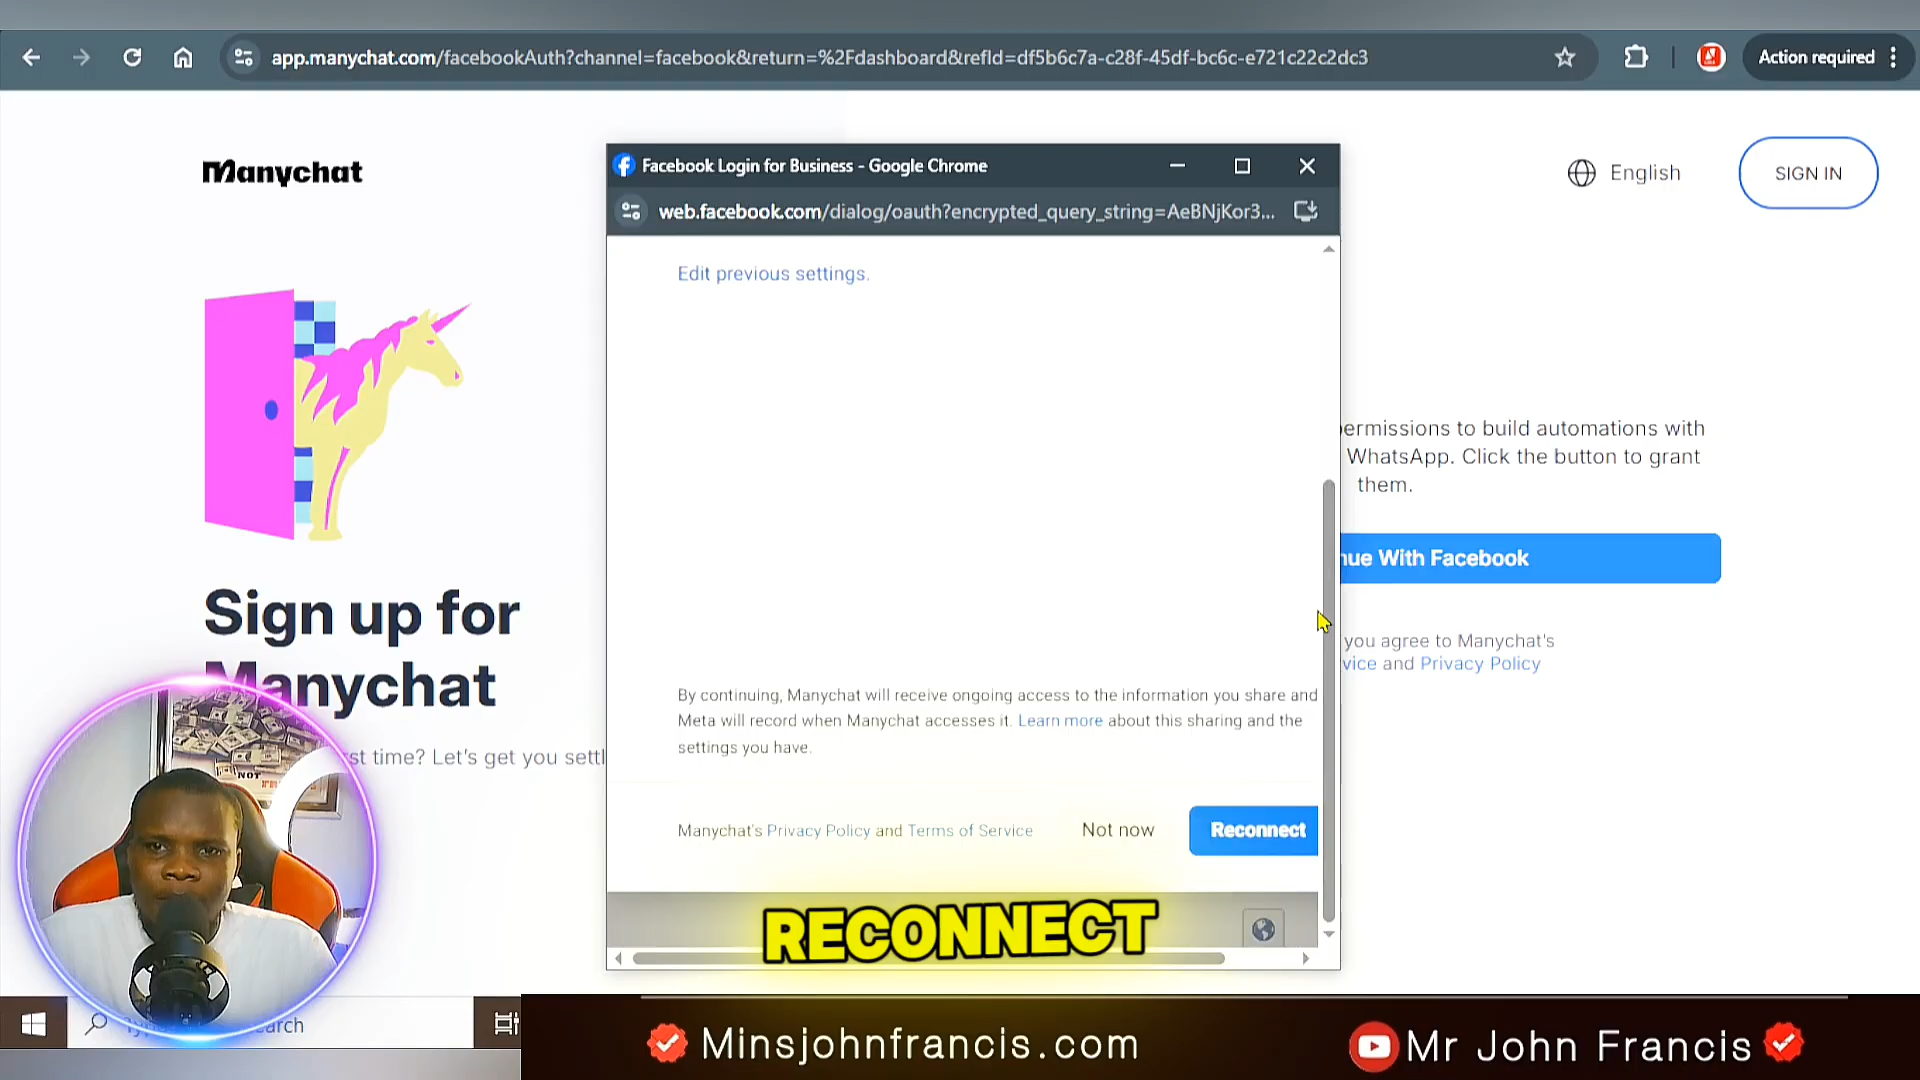 app.manychat.com/facebookAuth?channel=facebook&return=%2Fdashboard&refId=df5b6c7a-c28f-45df-bc6c-e721c22c2dc3
Action required
Manychat
English
SIGN IN
Facebook Login for Business - Google Chrome
web.facebook.com/dialog/oauth?encrypted_query_string=AeBNjKor3...
Edit previous settings.
ermissions to build automations with
WhatsApp. Click the button to grant
them.
nue With Facebook
you agree to Manychat's
vice and Privacy Policy
Sign up for
Manychat
rst time? Let's get you settl
By continuing, Manychat will receive ongoing access to the information you share and
Meta will record when Manychat accesses it. Learn more about this sharing and the
settings you have.
Manychat's Privacy Policy and Terms of Service
Not now
Reconnect
NOT
RECONNECT
Minsjohnfrancis.com
Mr John Francis